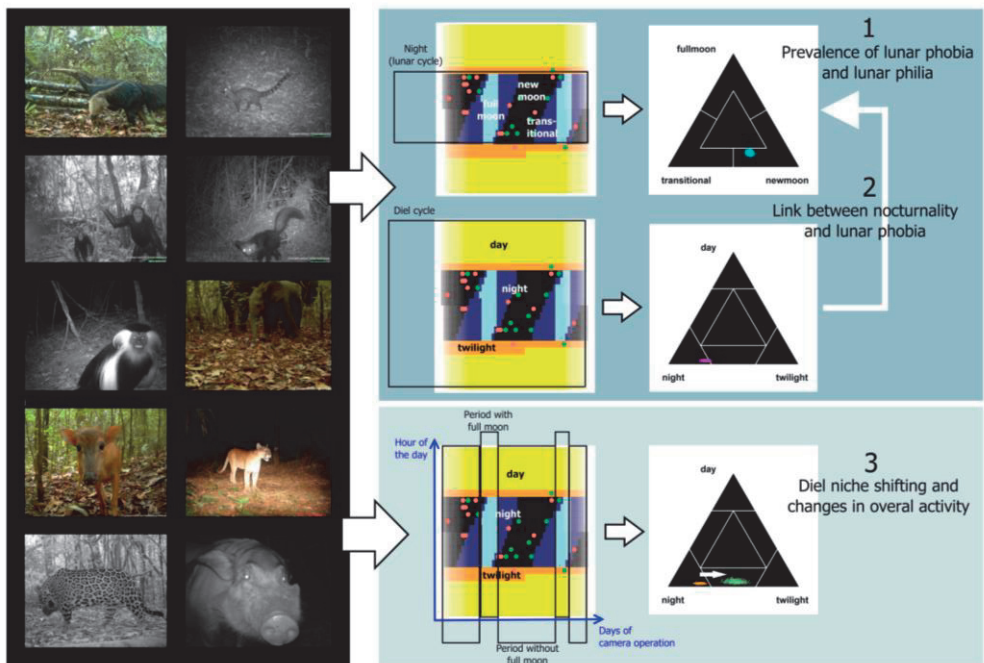 Night
(lunar cycle)
full
moon
new
moon
trans-
itional
fullmoon
transitional
newmoon
1
Prevalence of lunar phobia
and lunar philia
2
Link between nocturnality
and lunar phobia
Diel cycle
day
night
twilight
day
night
twilight
Period with
full moon
Hour of
the day
day
night
twilight
Days of
camera operation
Period without
full moon
day
night
twilight
3
Diel niche shifting and
changes in overal activity